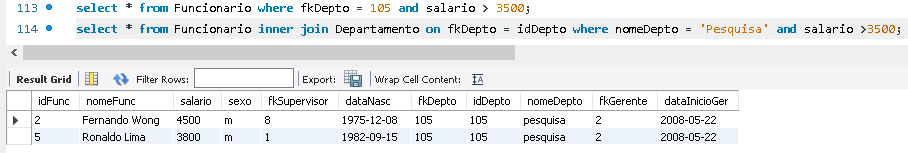 113 select * from Funcionario where fkDepto = 105 and salario > 3500;
114 select * from Funcionario inner join Departamento on fkDepto = idDepto where nomeDepto = 'Pesquisa' and salario >3500;
Result Grid Filter Rows: Export: Wrap Cell Content: IA
idFunc nomeFunc salario sexo fkSupervisor dataNasc fkDepto idDepto nomeDepto fkGerente dataInicioGer
2 Fernando Wong 4500 m 8 1975-12-08 105 105 pesquisa 2 2008-05-22
5 Ronaldo Lima 3800 m 1 1982-09-15 105 105 pesquisa 2 2008-05-22